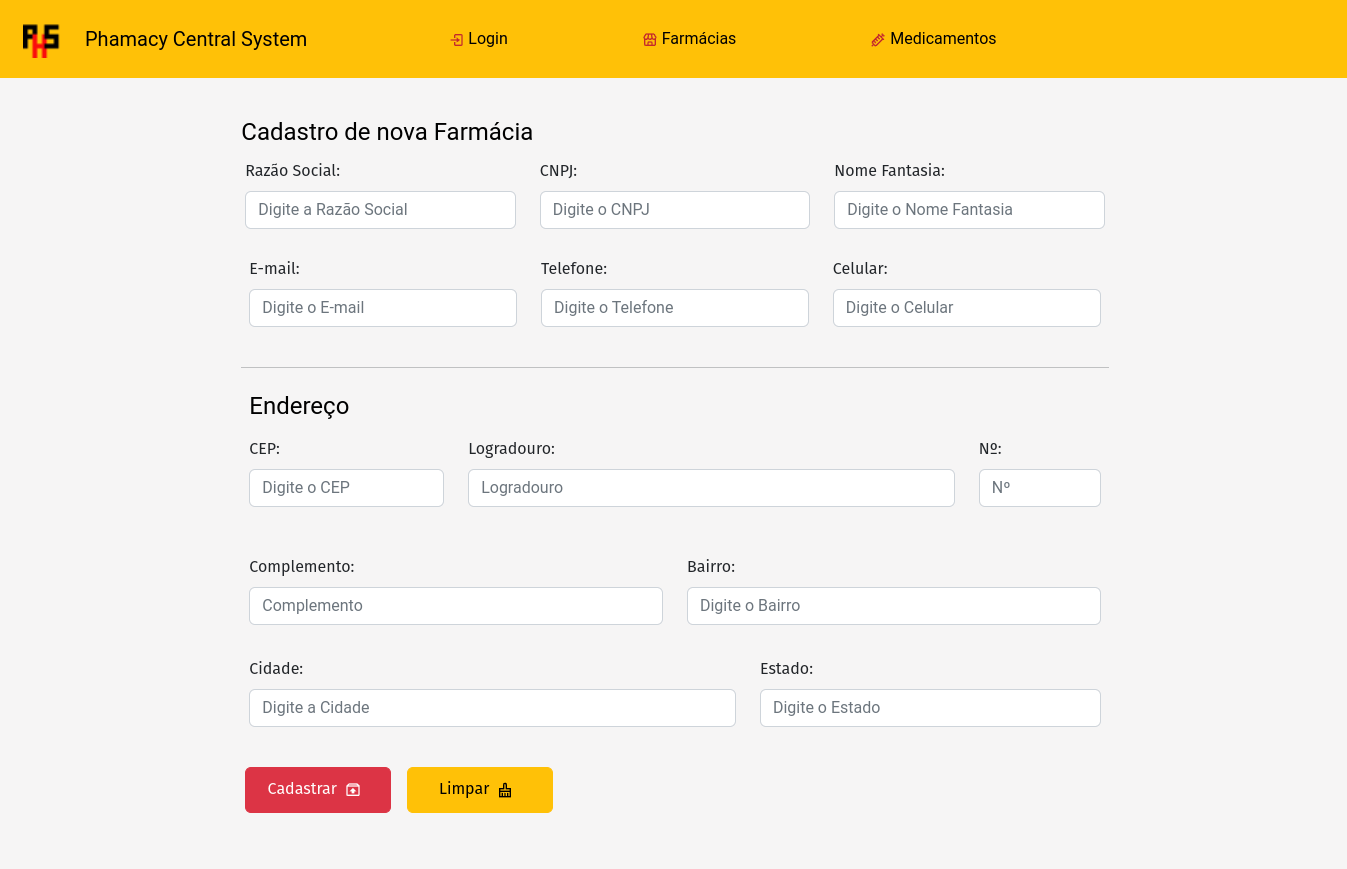 PHS Phamacy Central System Login Farmácias Medicamentos
Cadastro de nova Farmácia
Razão Social: CNPJ: Nome Fantasia:
Digite a Razão Social Digite o CNPJ Digite o Nome Fantasia
E-mail: Telefone: Celular:
Digite o E-mail Digite o Telefone Digite o Celular
Endereço
CEP: Logradouro: Nº:
Digite o CEP Logradouro Nº
Complemento: Bairro:
Complemento Digite o Bairro
Cidade: Estado:
Digite a Cidade Digite o Estado
Cadastrar Limpar